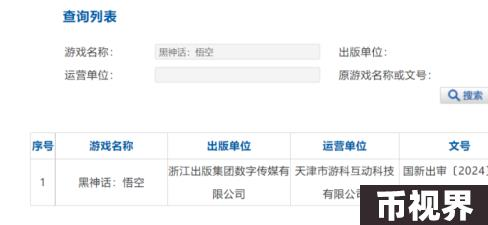 查询列表
游戏名称： 黑神话：悟空 出版单位：
运营单位： 原游戏名称或文号：
搜索
序号 游戏名称 出版单位 运营单位 文号
1 黑神话：悟空 浙江出版集团数字传媒有 天津市游科互动科技 国新出审〔2024〕
限公司 有限公
币视界